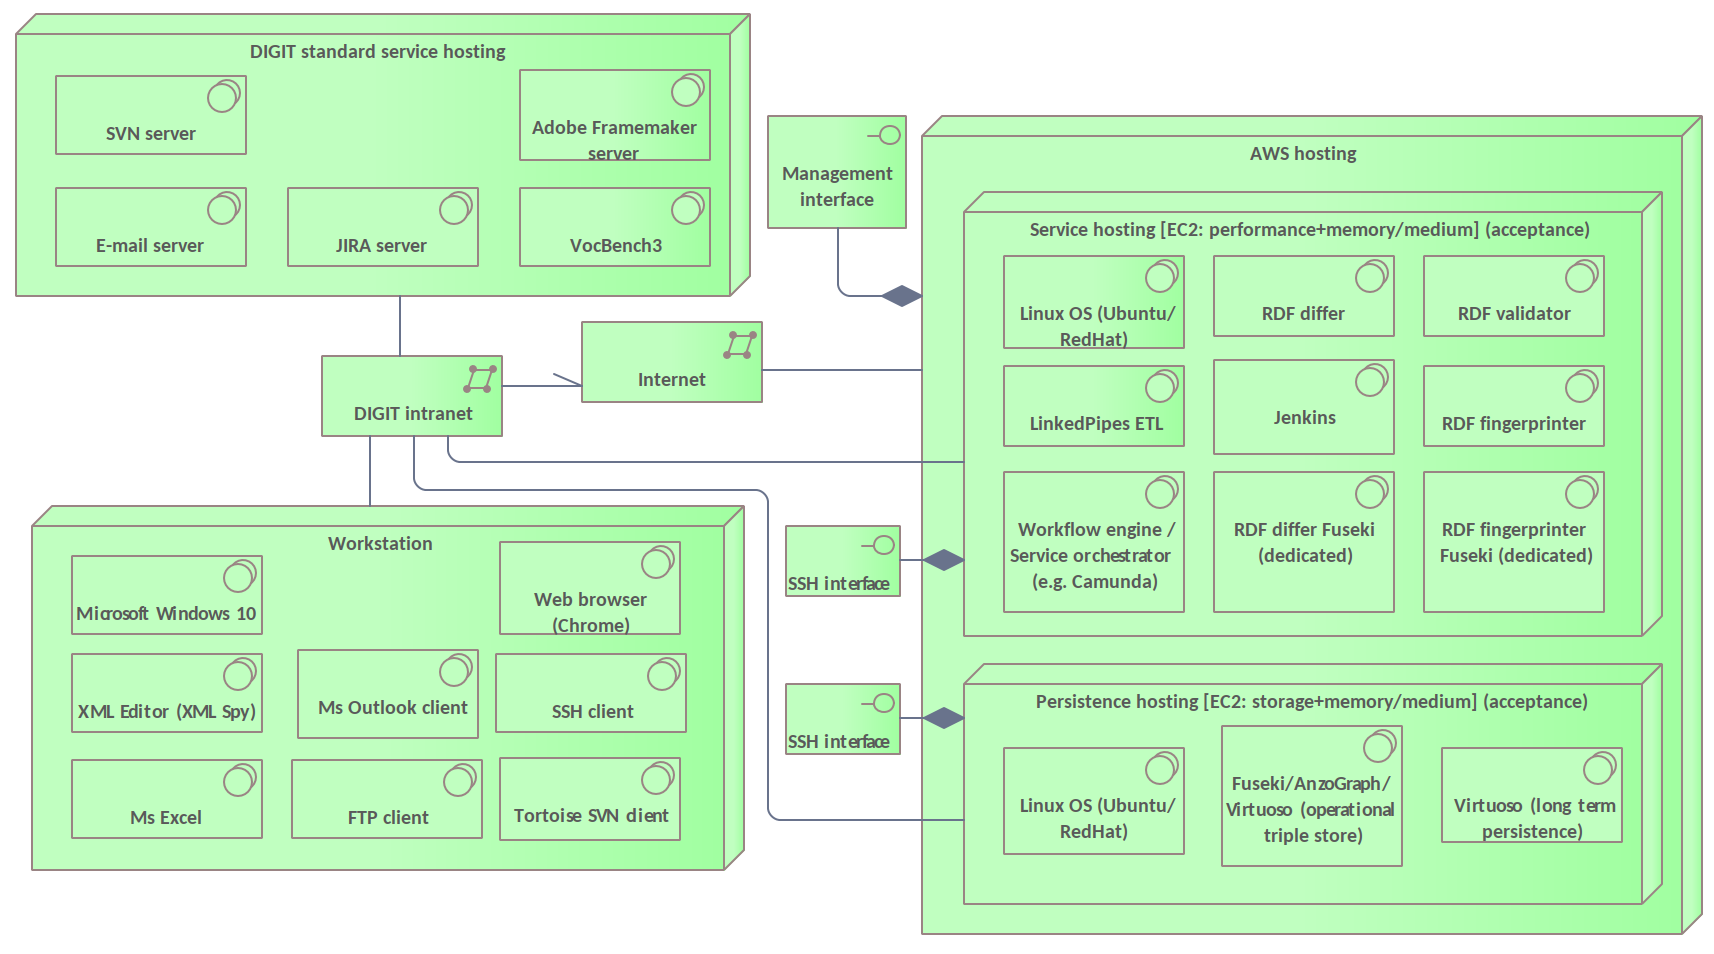 DIGIT standard service hosting
SVN server
Adobe Framemaker
server
E-mail server
JIRA server
VocBench3
Management
interface
DIGIT intranet
Internet
Workstation
Microsoft Windows 10
Web browser
(Chrome)
XML Editor (XML Spy)
Ms Outlook client
SSH client
Ms Excel
FTP client
Tortoise SVN client
SSH interface
SSH interface
AWS hosting
Service hosting [EC2: performance+memory/medium] (acceptance)
Linux OS (Ubuntu/
RedHat)
RDF differ
RDF validator
LinkedPipes ETL
Jenkins
RDF fingerprinter
Workflow engine /
Service orchestrator
(e.g. Camunda)
RDF differ Fuseki
(dedicated)
RDF fingerprinter
Fuseki (dedicated)
Persistence hosting [EC2: storage+memory/medium] (acceptance)
Linux OS (Ubuntu/
RedHat)
Fuseki/AnzoGraph/
Virtuoso (operational
triple store)
Virtuoso (long term
persistence)